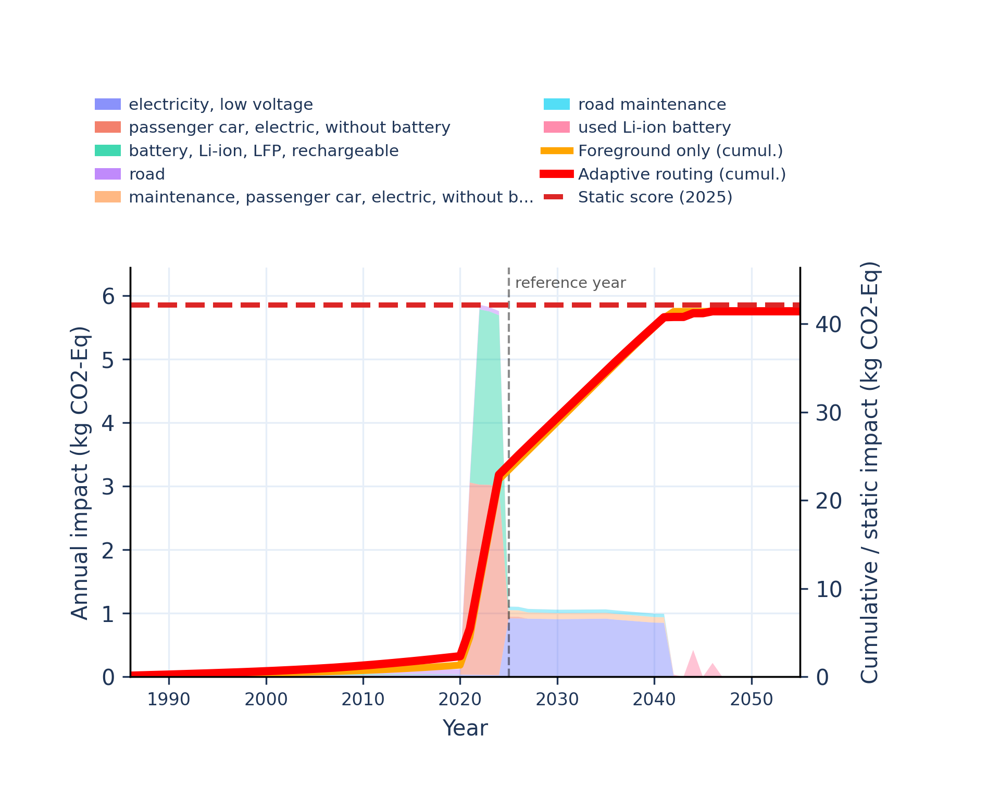 electricity, low voltage
passenger car, electric, without battery
battery, Li-ion, LFP, rechargeable
road
maintenance, passenger car, electric, without b...
road maintenance
used Li-ion battery
Foreground only (cumul.)
Adaptive routing (cumul.)
Static score (2025)
reference year
Annual impact (kg CO2-Eq)
6
5
4
3
2
1
0
40
30
20
10
0
Cumulative / static impact (kg CO2-Eq)
1990 2000 2010 2020 2030 2040 2050
Year